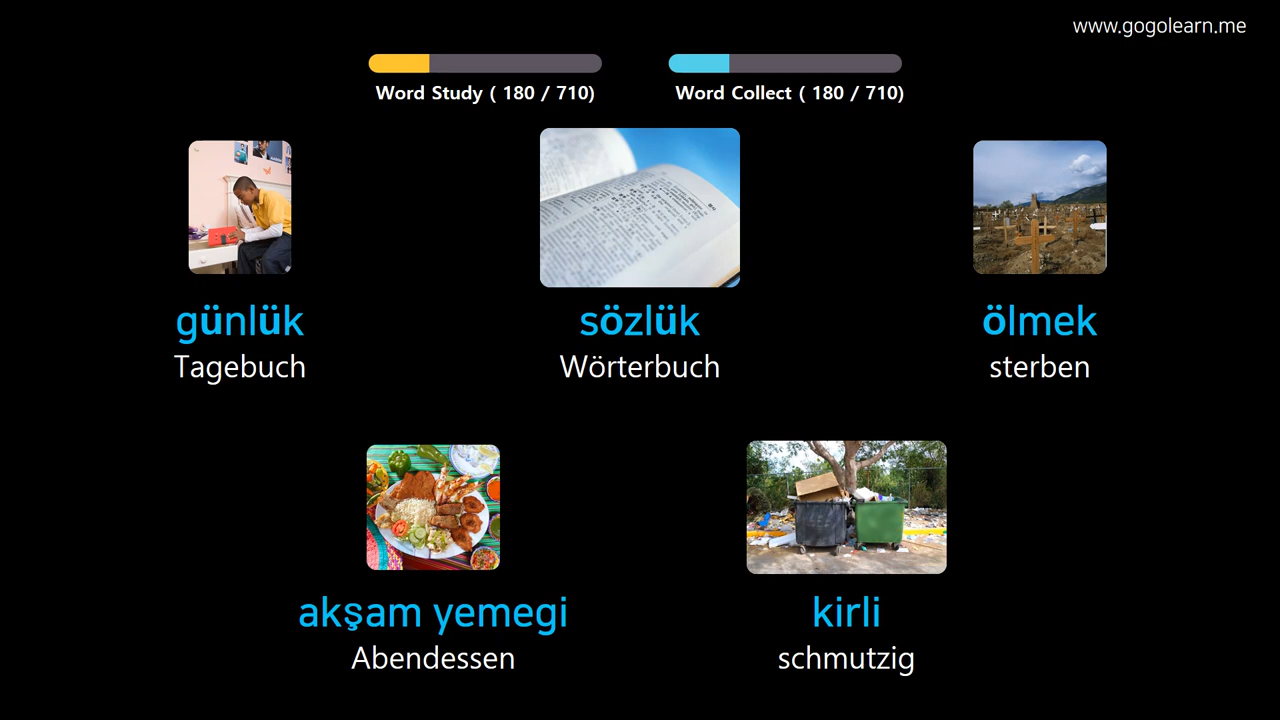 www.gogolearn.me
Word Study ( 180 / 710)
Word Collect ( 180 / 710)
günlük
Tagebuch
sözlük
Wörterbuch
ölmek
sterben
akşam yemegi
Abendessen
kirli
schmutzig